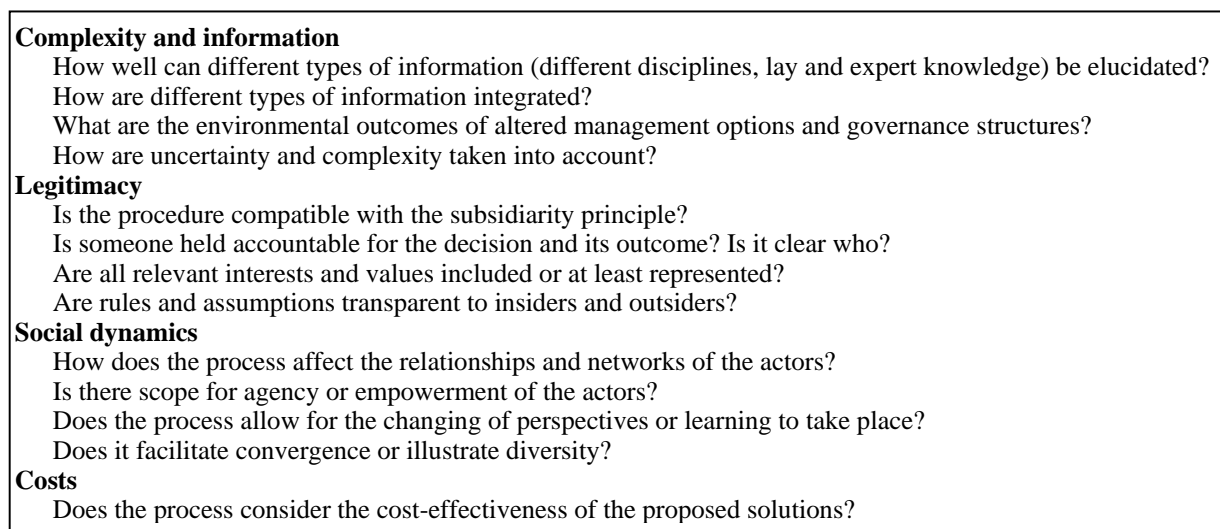 Complexity and information
How well can different types of information (different disciplines, lay and expert knowledge) be elucidated?
How are different types of information integrated?
What are the environmental outcomes of altered management options and governance structures?
How are uncertainty and complexity taken into account?
Legitimacy
Is the procedure compatible with the subsidiarity principle?
Is someone held accountable for the decision and its outcome? Is it clear who?
Are all relevant interests and values included or at least represented?
Are rules and assumptions transparent to insiders and outsiders?
Social dynamics
How does the process affect the relationships and networks of the actors?
Is there scope for agency or empowerment of the actors?
Does the process allow for the changing of perspectives or learning to take place?
Does it facilitate convergence or illustrate diversity?
Costs
Does the process consider the cost-effectiveness of the proposed solutions?